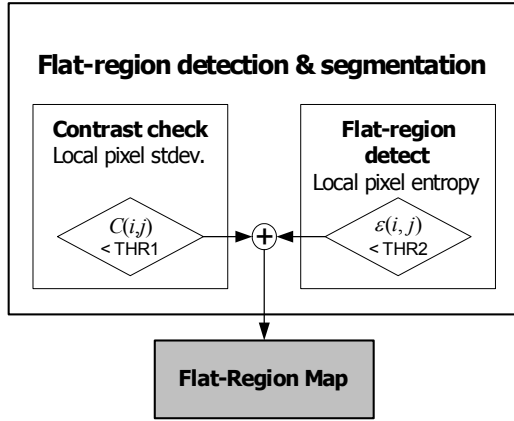 Flat-region detection & segmentation
Contrast check
Local pixel stdev.
C(i,j)
< THR1
+
Flat-region
detect
Local pixel entropy
ε(i, j)
< THR2
Flat-Region Map